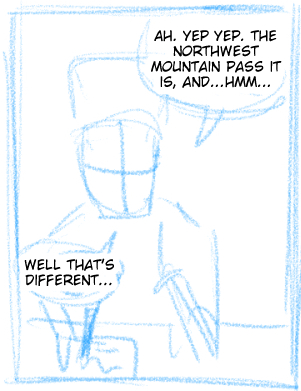 AH. YEP YEP. THE
NORTHWEST
MOUNTAIN PASS IT
IS, AND...HMM...
WELL THAT'S
DIFFERENT...